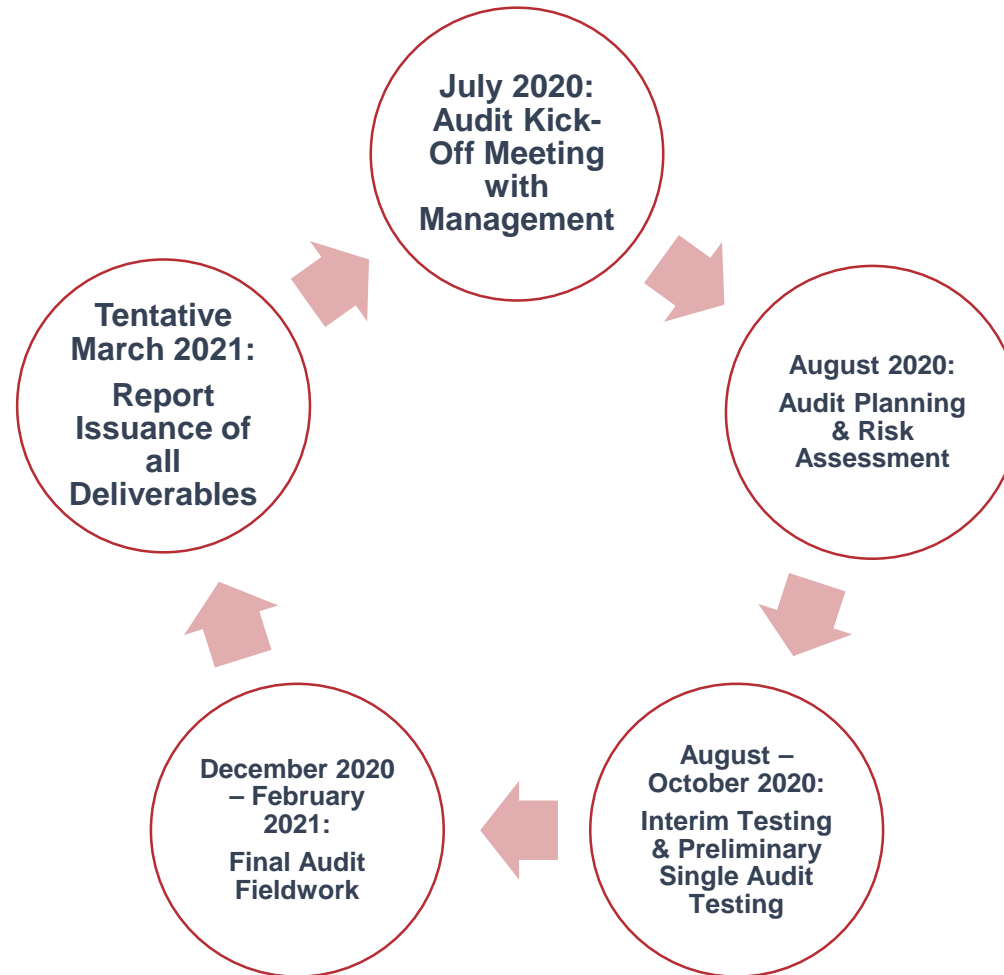 July 2020:
Audit Kick-
Off Meeting
with
Management
August 2020:
Audit Planning
& Risk
Assessment
August –
October 2020:
Interim Testing
& Preliminary
Single Audit
Testing
December 2020
– February
2021:
Final Audit
Fieldwork
Tentative
March 2021:
Report
Issuance of
all
Deliverables